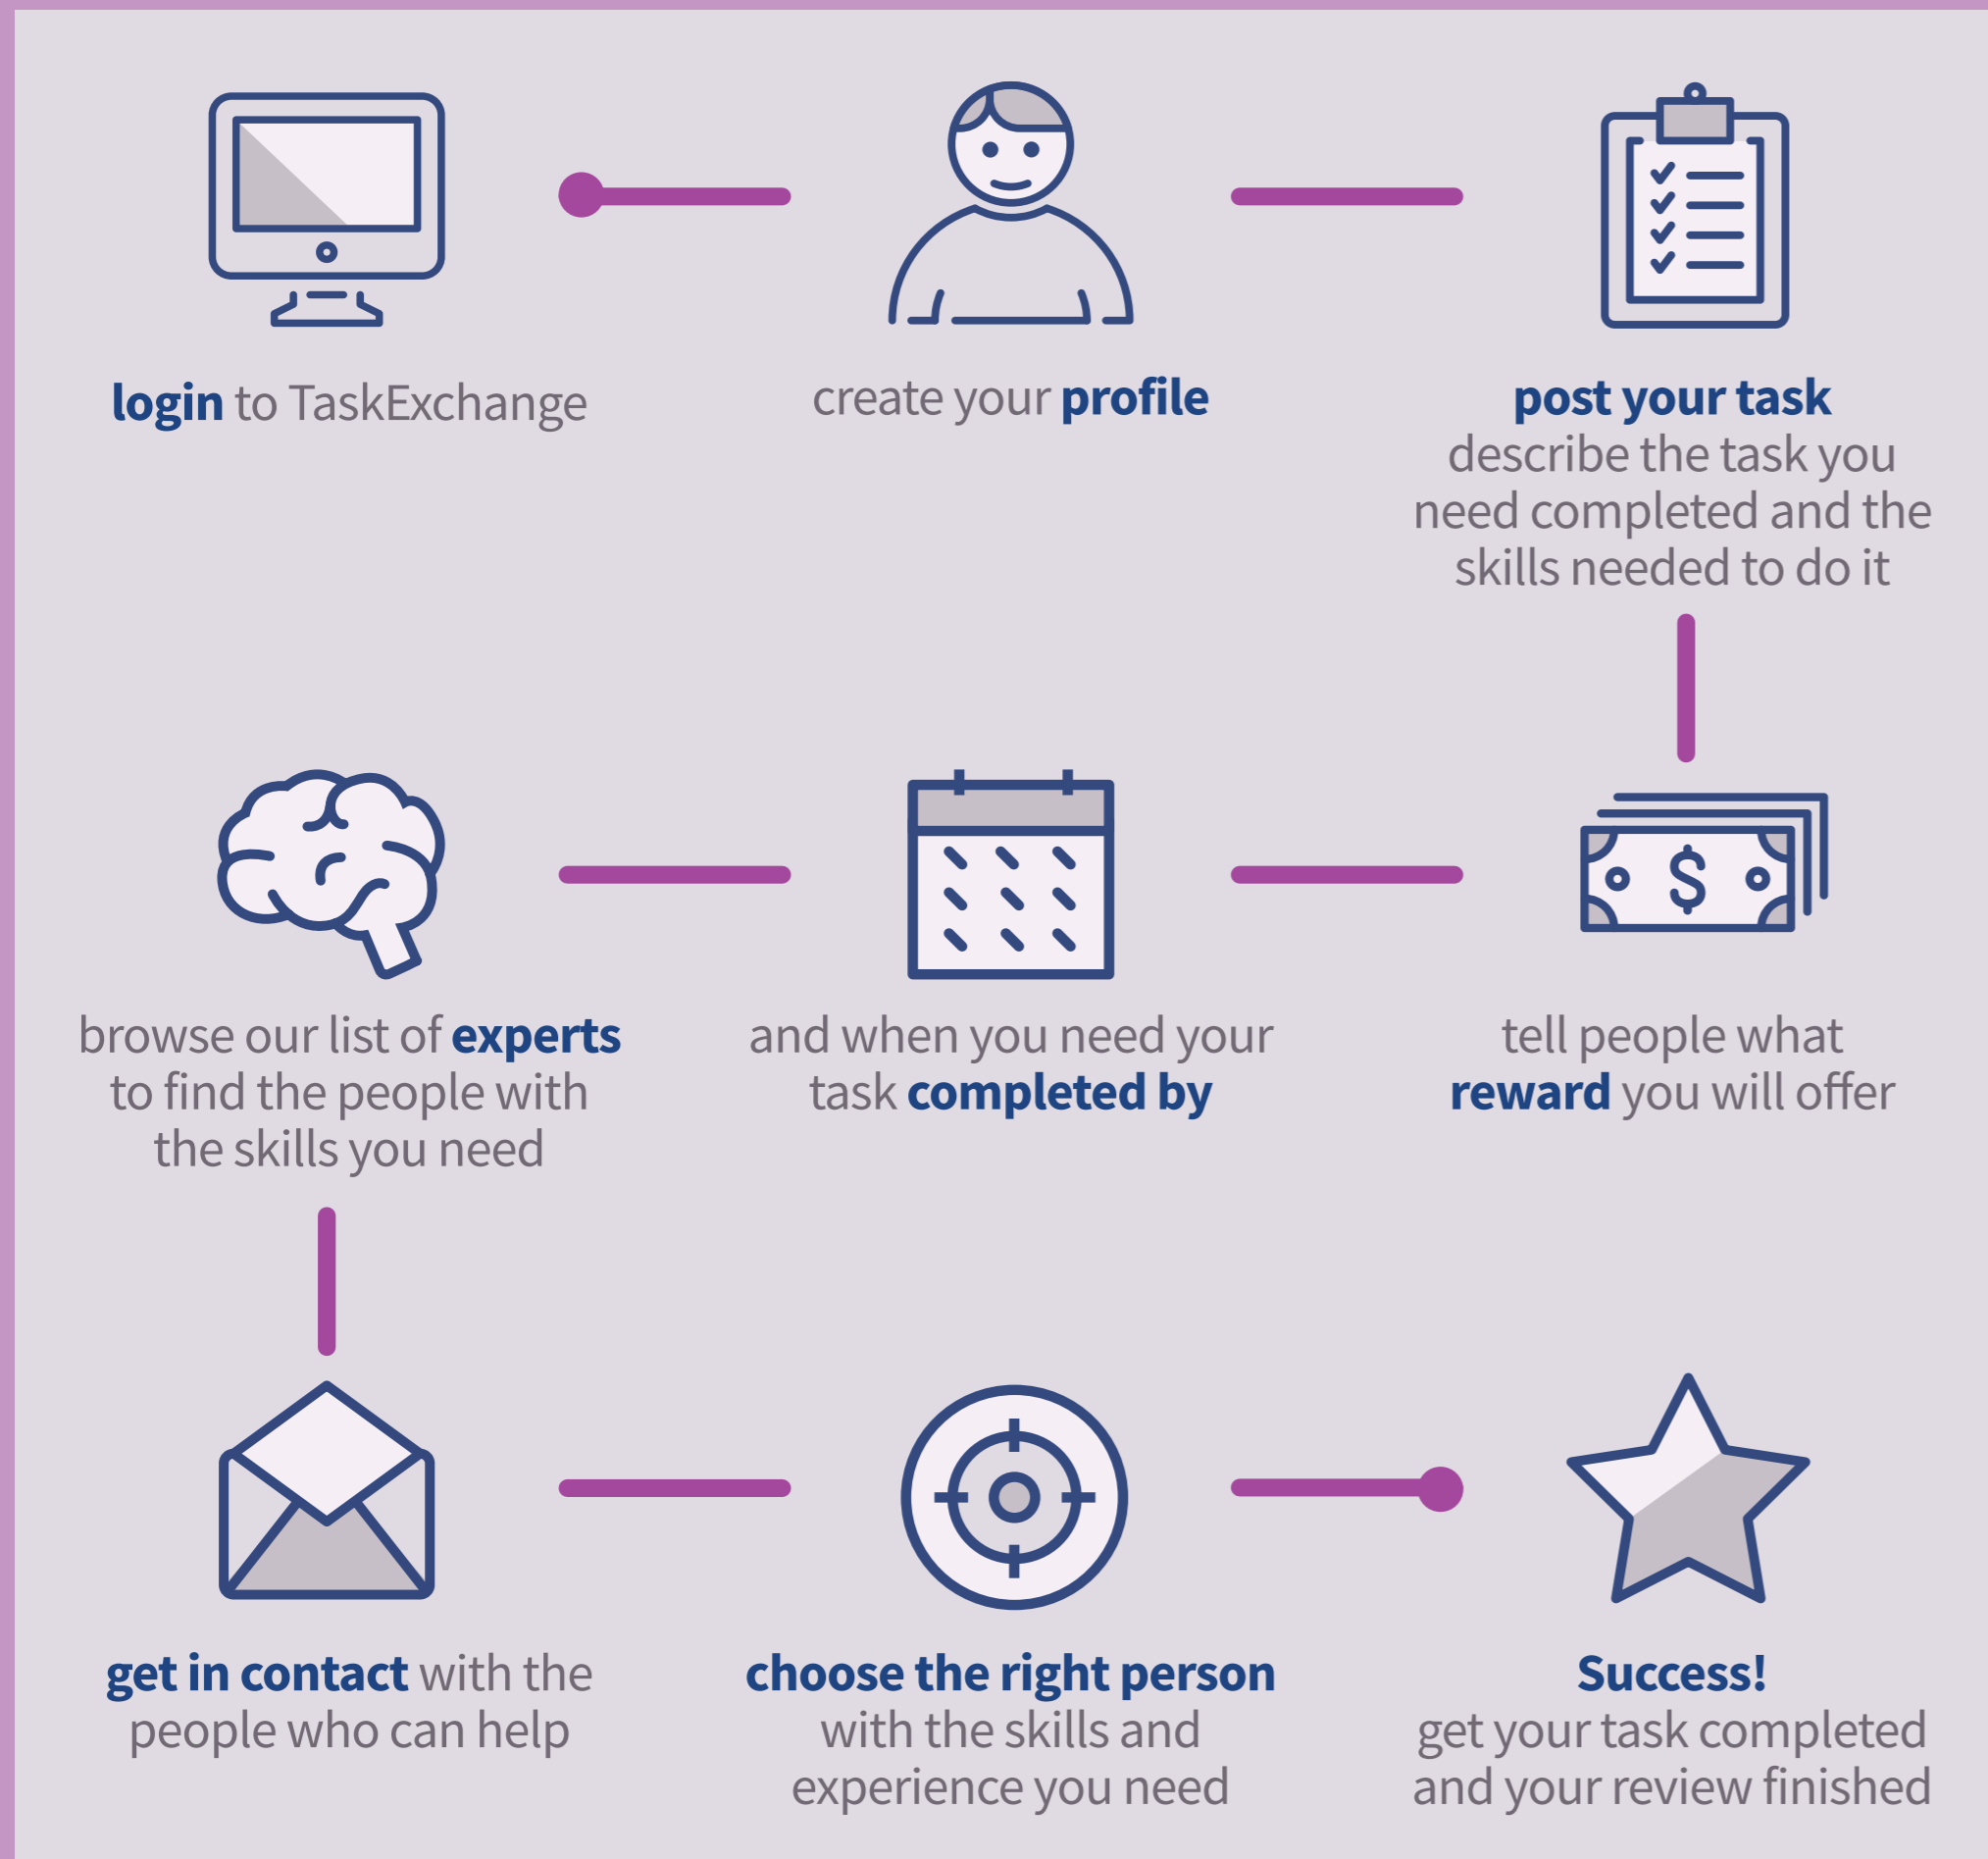 login to TaskExchange
create your profile
post your task
describe the task you
need completed and the
skills needed to do it
tell people what
reward you will offer
and when you need your
task completed by
browse our list of experts
to find the people with
the skills you need
get in contact with the
people who can help
choose the right person
with the skills and
experience you need
Success!
get your task completed
and your review finished